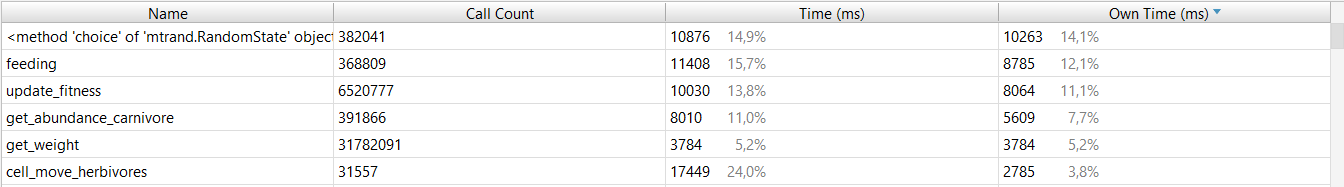 Name Call Count Time (ms) Own Time (ms)
<method 'choice' of 'mtrand.RandomState' object 382041 10876 14,9% 10263 14,1%
feeding 368809 11408 15,7% 8785 12,1%
update_fitness 6520777 10030 13,8% 8064 11,1%
get_abundance_carnivore 391866 8010 11,0% 5609 7,7%
get_weight 31782091 3784 5,2% 3784 5,2%
cell_move_herbivores 31557 17449 24,0% 2785 3,8%